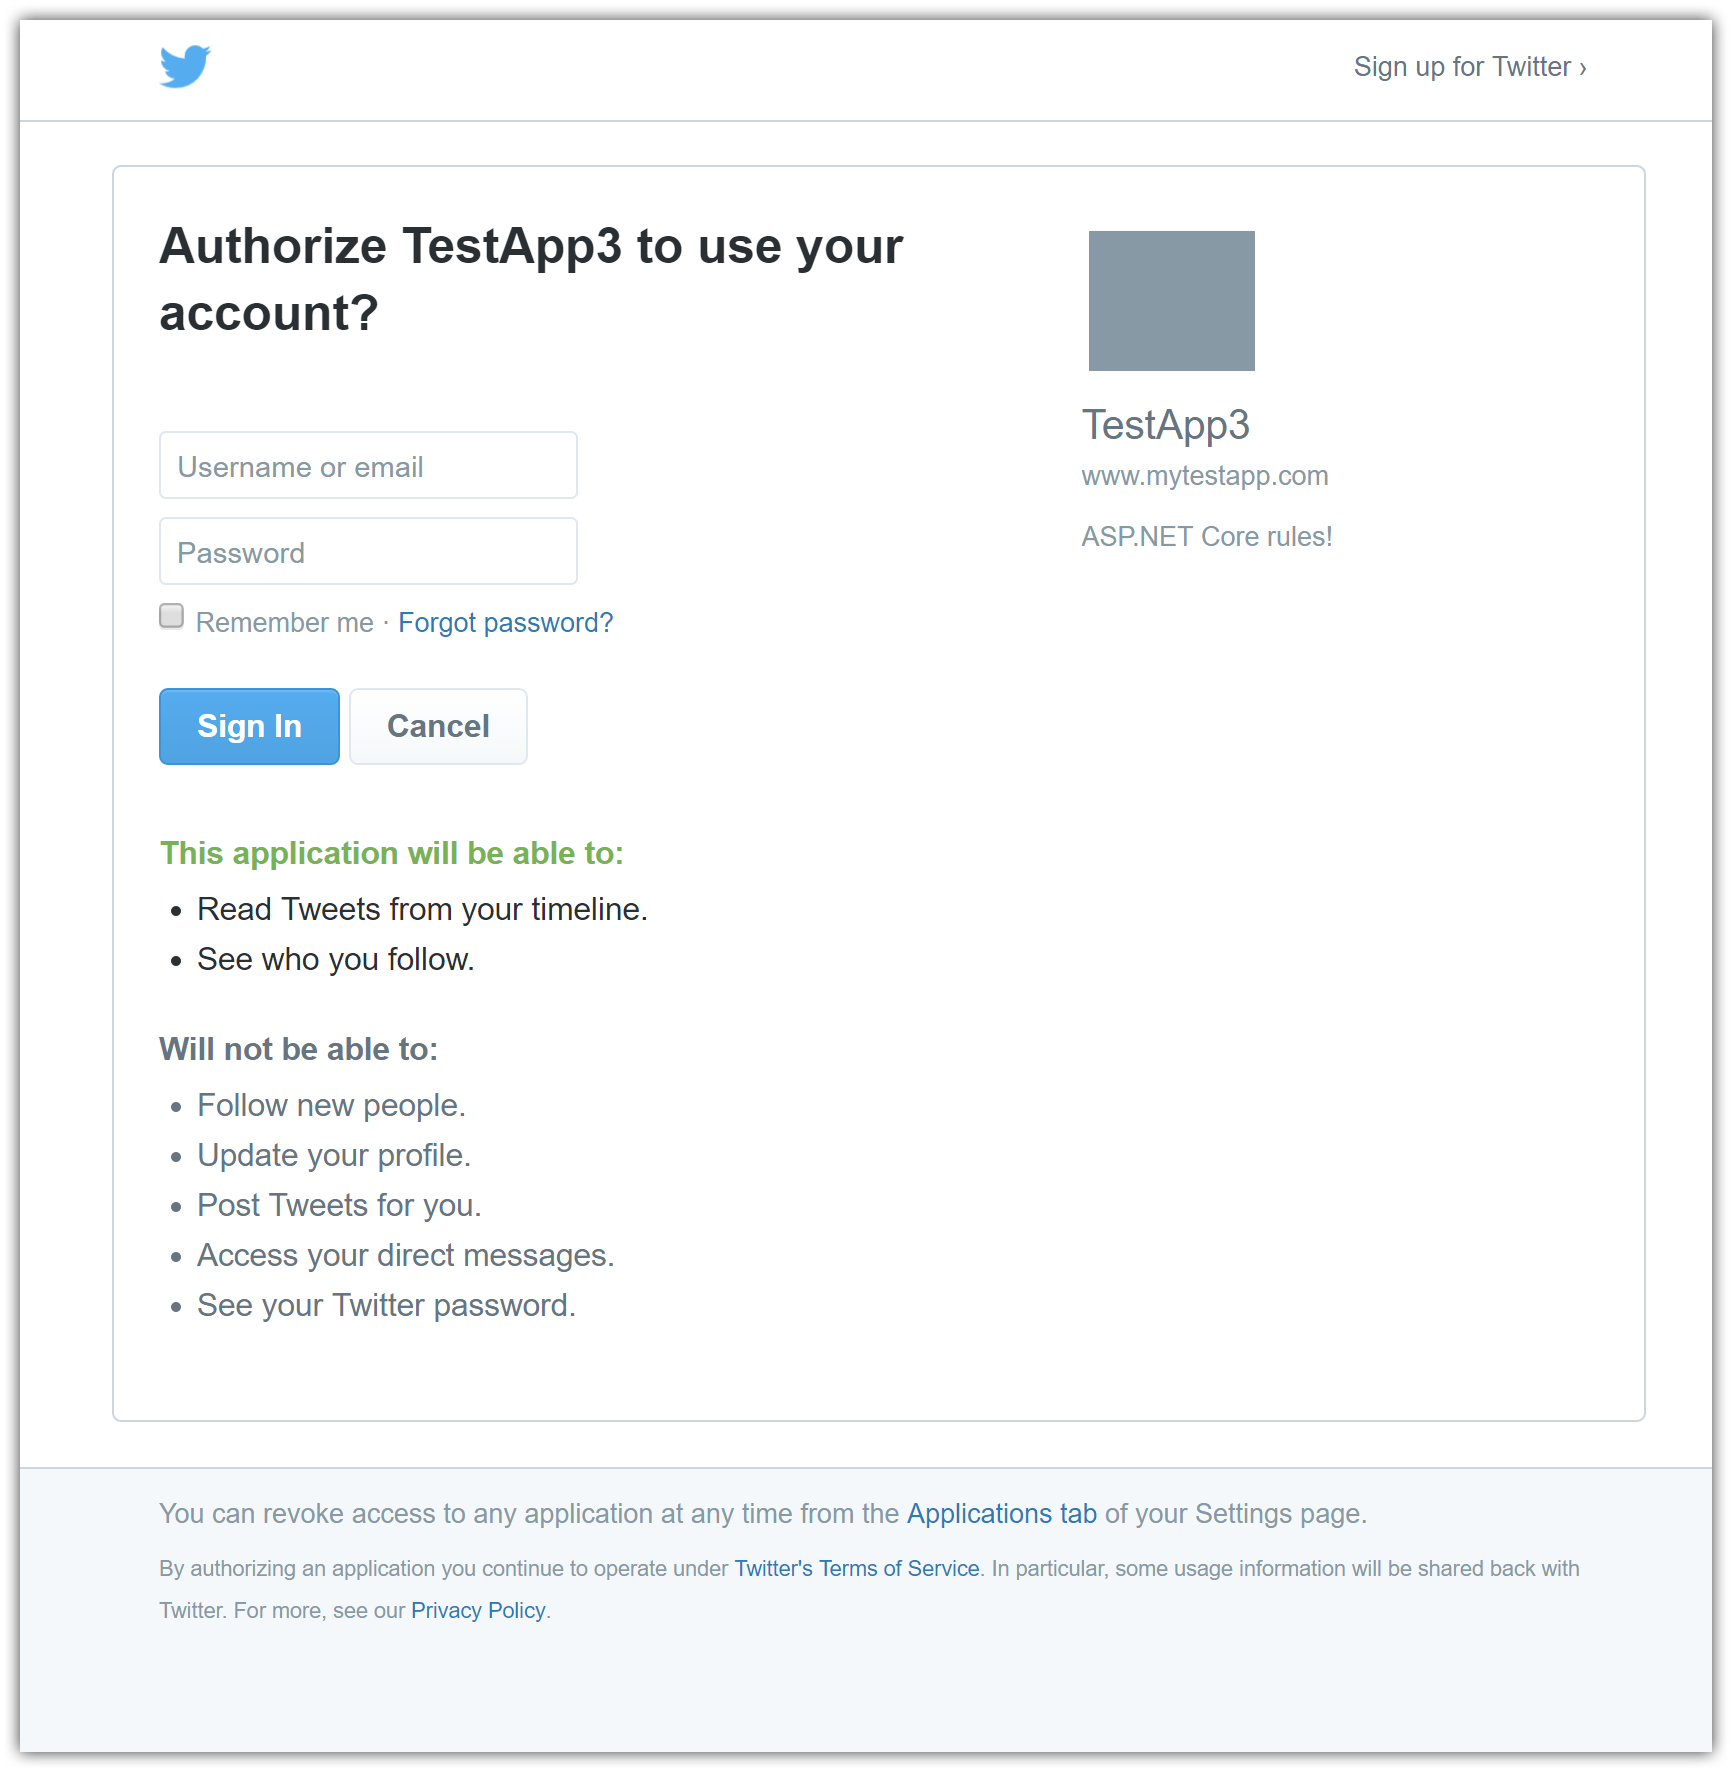 Sign up for Twitter ›
Authorize TestApp3 to use your
account?
Username or email
Password
Remember me · Forgot password?
Sign In
Cancel
TestApp3
www.mytestapp.com
ASP.NET Core rules!
This application will be able to:
• Read Tweets from your timeline.
• See who you follow.
Will not be able to:
• Follow new people.
• Update your profile.
• Post Tweets for you.
• Access your direct messages.
• See your Twitter password.
You can revoke access to any application at any time from the Applications tab of your Settings page.
By authorizing an application you continue to operate under Twitter's Terms of Service. In particular, some usage information will be shared back with
Twitter. For more, see our Privacy Policy.